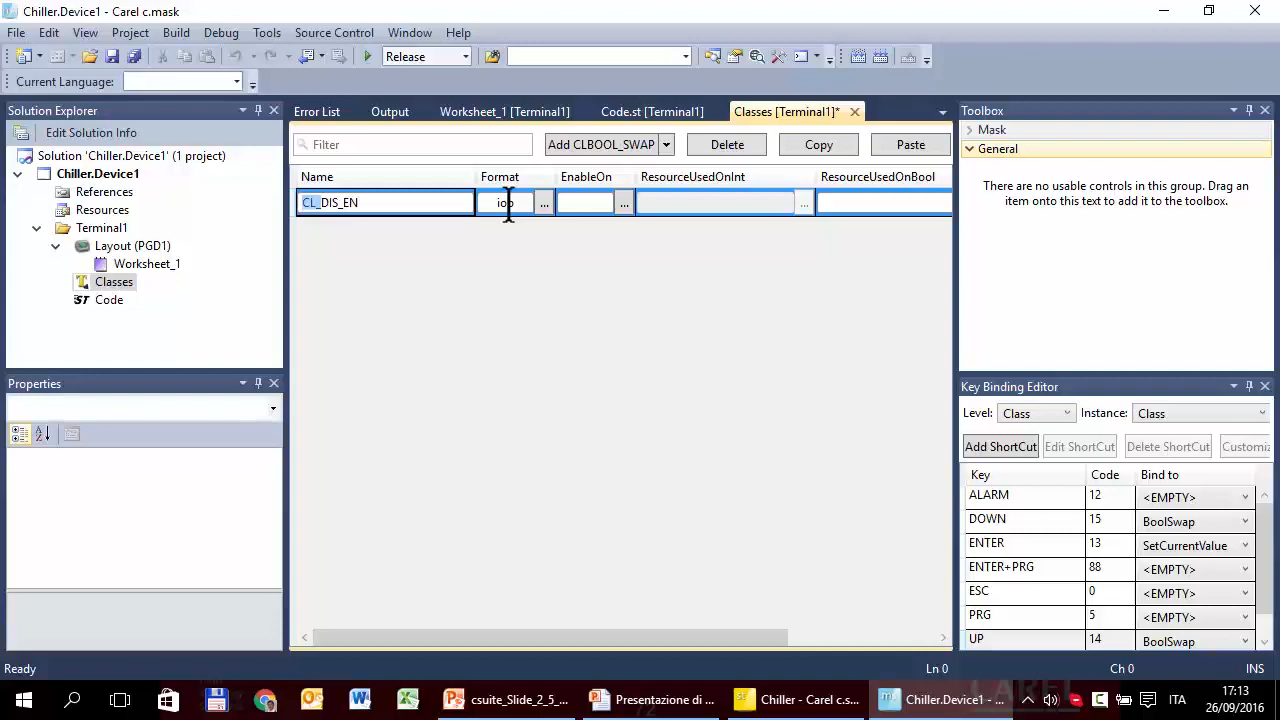 Chiller.Device1 - Carel c.mask
File Edit View Project Build Debug Tools Source Control Window Help
Release
Current Language:
Solution Explorer
Edit Solution Info
Solution 'Chiller.Device1' (1 project)
Chiller.Device1
References
Resources
Terminal1
Layout (PGD1)
Worksheet_1
Classes
ST Code
Properties
Error List Output Worksheet_1 [Terminal1] Code.st [Terminal1] Classes [Terminal1]*
Filter Add CLBOOL_SWAP Delete Copy Paste
Name Format EnableOn ResourceUsedOnInt ResourceUsedOnBool
CL_DIS_EN ... ... ...
Toolbox
Mask
General
There are no usable controls in this group. Drag an item onto this text to add it to the toolbox.
Key Binding Editor
Level: Class Instance: Class
Add ShortCut Edit ShortCut Delete ShortCut Customiz
Key Code Bind to
ALARM 12 <EMPTY>
DOWN 15 BoolSwap
ENTER 13 SetCurrentValue
ENTER+PRG 88 <EMPTY>
ESC 0 <EMPTY>
PRG 5 <EMPTY>
UP 14 BoolSwap
Ready Ln 0 Ch 0 INS
csuite_Slide_2_5_... Presentazione di ... Chiller - Carel c.s... Chiller.Device1 - ... ITA 17:13
26/09/2016